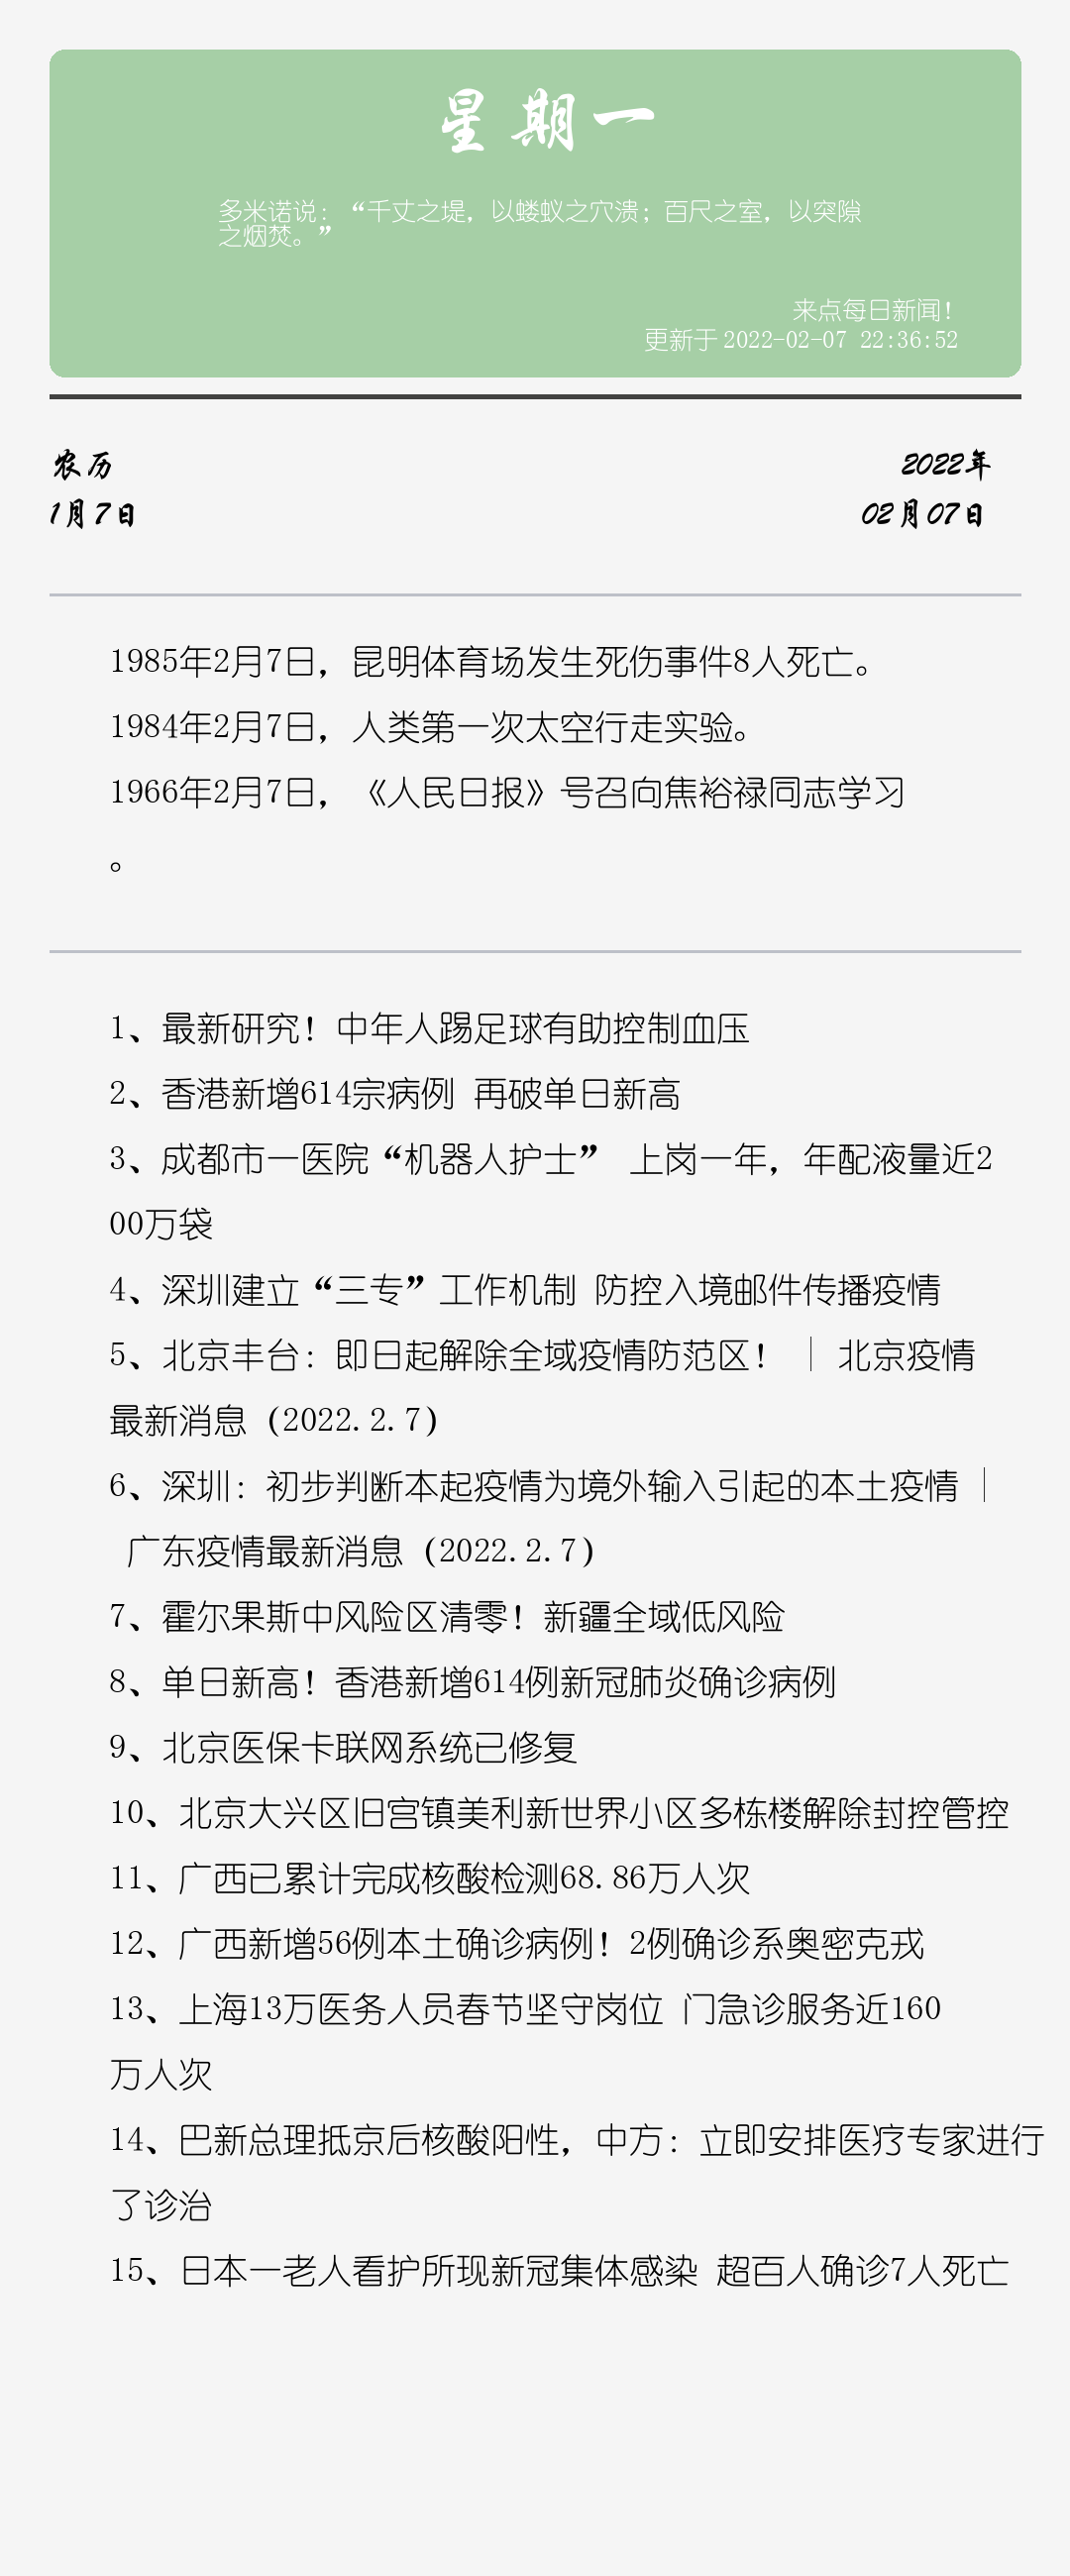 星期一
多米诺说：“千丈之堤，以蝼蚁之穴溃；百尺之室，以突隙
之烟焚。”
来点每日新闻！
更新于 2022-02-07 22:36:52
农历
2022年
1月7日
02月07日
1985年2月7日，昆明体育场发生死伤事件8人死亡。
1984年2月7日，人类第一次太空行走实验。
1966年2月7日，《人民日报》号召向焦裕禄同志学习
。
1、最新研究！中年人踢足球有助控制血压
2、香港新增614宗病例 再破单日新高
3、成都市一医院“机器人护士” 上岗一年，年配液量近2
00万袋
4、深圳建立“三专”工作机制 防控入境邮件传播疫情
5、北京丰台：即日起解除全域疫情防范区！ ｜ 北京疫情
最新消息（2022.2.7）
6、深圳：初步判断本起疫情为境外输入引起的本土疫情 ｜
广东疫情最新消息（2022.2.7）
7、霍尔果斯中风险区清零！新疆全域低风险
8、单日新高！香港新增614例新冠肺炎确诊病例
9、北京医保卡联网系统已修复
10、北京大兴区旧宫镇美利新世界小区多栋楼解除封控管控
11、广西已累计完成核酸检测68.86万人次
12、广西新增56例本土确诊病例！2例确诊系奥密克戎
13、上海13万医务人员春节坚守岗位 门急诊服务近160
万人次
14、巴新总理抵京后核酸阳性，中方：立即安排医疗专家进行
了诊治
15、日本一老人看护所现新冠集体感染 超百人确诊7人死亡